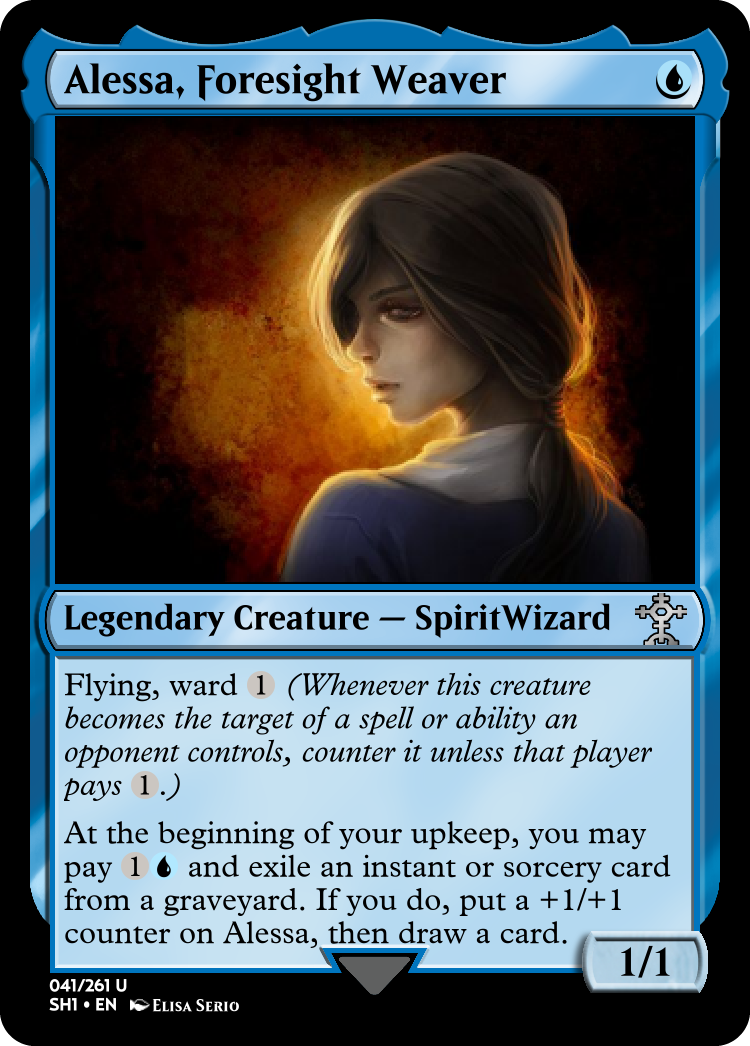 Alessa, Foresight Weaver
Legendary Creature — SpiritWizard
Flying, ward 1 (Whenever this creature
becomes the target of a spell or ability an
opponent controls, counter it unless that player
pays 1.)
At the beginning of your upkeep, you may
pay 1 and exile an instant or sorcery card
from a graveyard. If you do, put a +1/+1
counter on Alessa, then draw a card.
1/1
041/261 U
SH1 • EN Elisa Serio